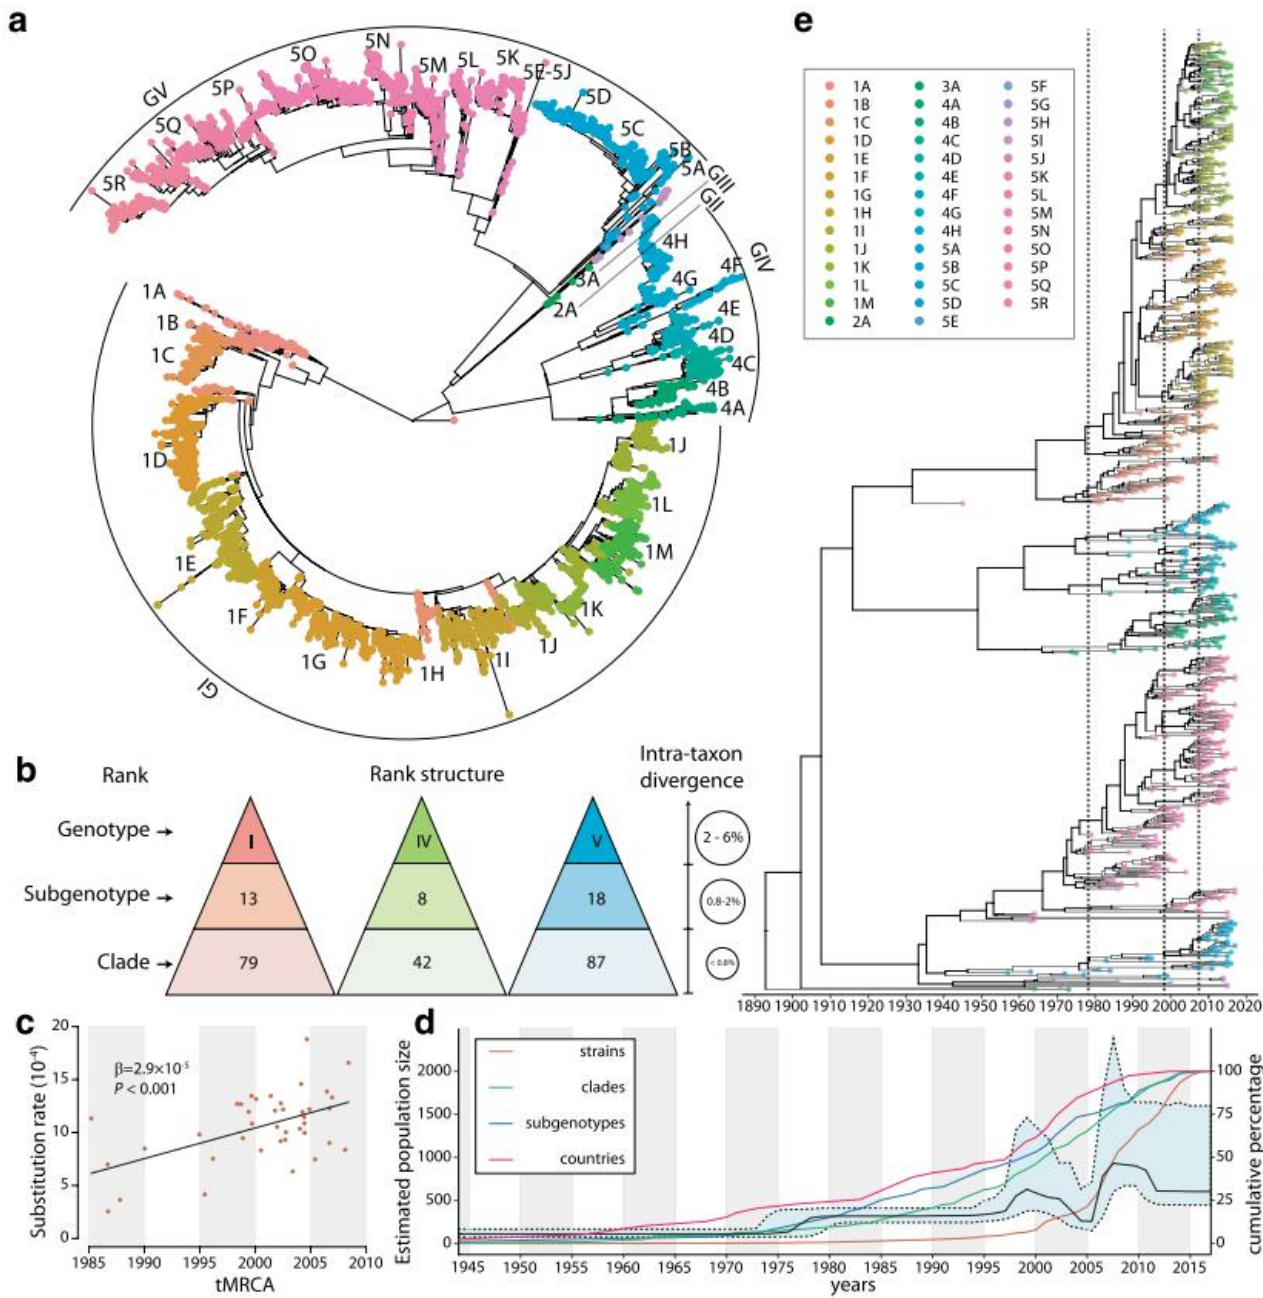 a
GV
5R
5Q
5P
5O
5N
5M
5L
5K
5E-5J
5D
5C
5B
5A
GIII
GII
GIV
4H
4G
4F
4E
4D
4C
4B
4A
3A
2A
1A
1B
1C
1D
1E
1F
1G
1H
1I
1J
1K
1M
1L
1J
GI
e
1A 3A 5F
1B 4A 5G
1C 4B 5H
1D 4C 5I
1E 4D 5J
1F 4E 5K
1G 4F 5L
1H 4G 5M
1I 4H 5N
1J 5A 5O
1K 5B 5P
1L 5C 5Q
1M 5D 5R
2A 5E
1890 1900 1910 1920 1930 1940 1950 1960 1970 1980 1990 2000 2010 2020
b
Rank
Rank structure
Intra-taxon
divergence
Genotype
I IV V
2 - 6%
Subgenotype
13 8 18
0.8-2%
Clade
79 42 87
< 0.8%
c
Substitution rate (10⁻⁴)
20
15
10
5
0
β=2.9×10⁻⁵
P < 0.001
1985 1990 1995 2000 2005 2010
tMRCA
d
Estimated population size
2000
1500
1000
500
0
strains
clades
subgenotypes
countries
cumulative percentage
100
75
50
25
0
1945 1950 1955 1960 1965 1970 1975 1980 1985 1990 1995 2000 2005 2010 2015
years